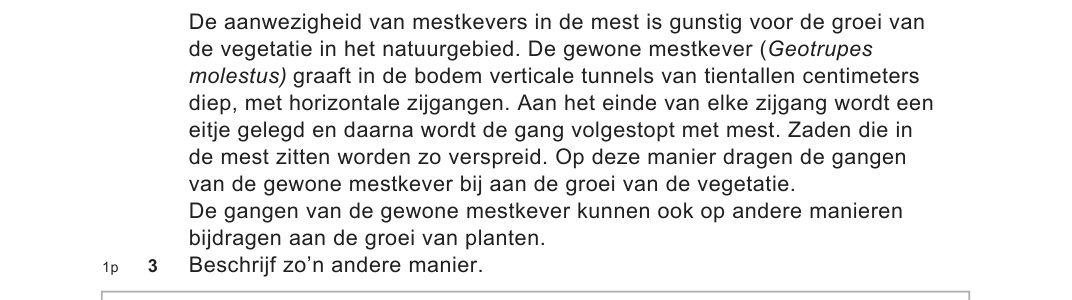 De aanwezigheid van mestkevers in de mest is gunstig voor de groei van
de vegetatie in het natuurgebied. De gewone mestkever (Geotrupes
molestus) graaft in de bodem verticale tunnels van tientallen centimeters
diep, met horizontale zijgangen. Aan het einde van elke zijgang wordt een
eitje gelegd en daarna wordt de gang volgestopt met mest. Zaden die in
de mest zitten worden zo verspreid. Op deze manier dragen de gangen
van de gewone mestkever bij aan de groei van de vegetatie.
De gangen van de gewone mestkever kunnen ook op andere manieren
bijdragen aan de groei van planten.
1p 3 Beschrijf zo’n andere manier.